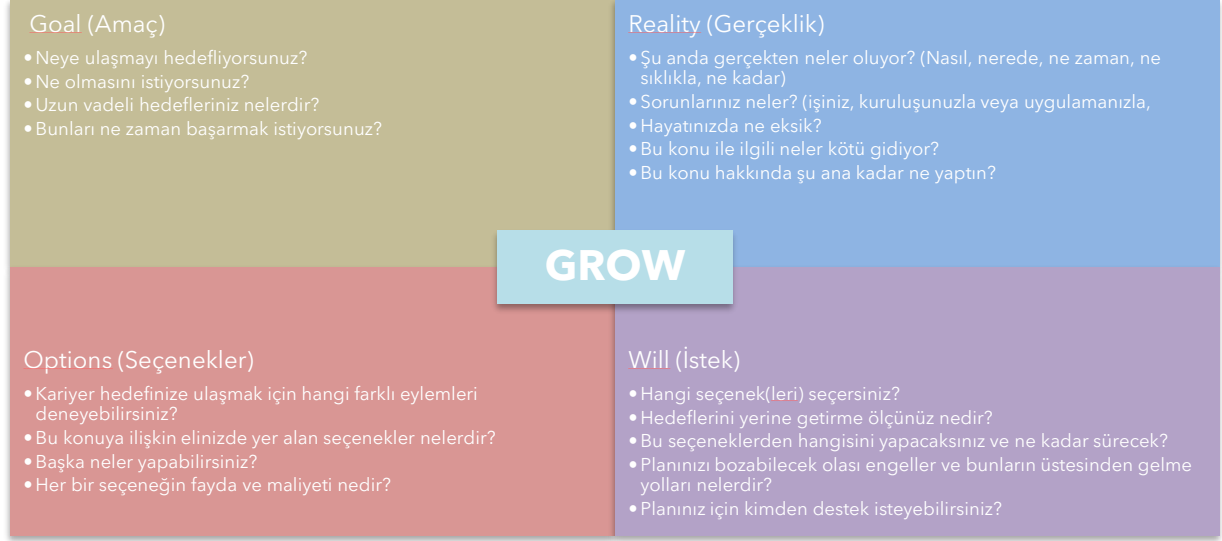 Goal (Amaç)
• Neye ulaşmayı hedefliyorsunuz?
• Ne olmasını istiyorsunuz?
• Uzun vadeli hedefleriniz nelerdir?
• Bunları ne zaman başarmak istiyorsunuz?
Reality (Gerçeklik)
• Şu anda gerçekten neler oluyor? (Nasıl, nerede, ne zaman, ne
sıklıkla, ne kadar)
• Sorunlarınız neler? (işiniz, kuruluşunuzla veya uygulamanızla,
• Hayatınızda ne eksik?
• Bu konu ile ilgili neler kötü gidiyor?
• Bu konu hakkında şu ana kadar ne yaptın?
GROW
Options (Seçenekler)
• Kariyer hedefinize ulaşmak için hangi farklı eylemleri
deneyebilirsiniz?
• Bu konuya ilişkin elinizde yer alan seçenekler nelerdir?
• Başka neler yapabilirsiniz?
• Her bir seçeneğin fayda ve maliyeti nedir?
Will (İstek)
• Hangi seçenek(leri) seçersiniz?
• Hedeflerini yerine getirme ölçünüz nedir?
• Bu seçeneklerden hangisini yapacaksınız ve ne kadar sürecek?
• Planınızı bozabilecek olası engeller ve bunların üstesinden gelme
yolları nelerdir?
• Planınız için kimden destek isteyebilirsiniz?